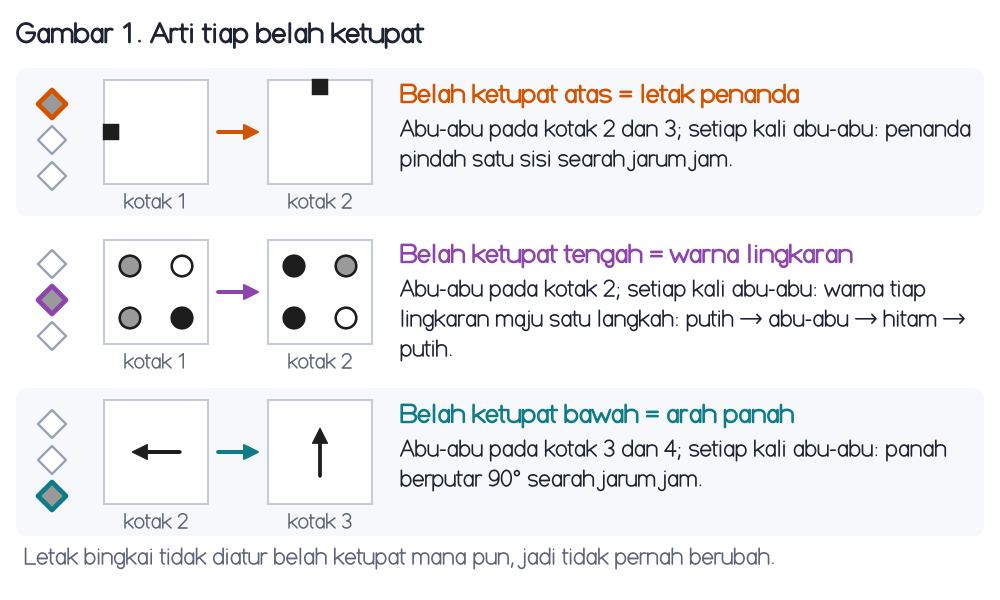 Gambar 1. Arti tiap belah ketupat
Belah ketupat atas = letak penanda
Abu-abu pada kotak 2 dan 3; setiap kali abu-abu: penanda
pindah satu sisi searah jarum jam.
kotak 1
kotak 2
Belah ketupat tengah = warna lingkaran
Abu-abu pada kotak 2; setiap kali abu-abu: warna tiap
lingkaran maju satu langkah: putih → abu-abu → hitam →
putih.
kotak 1
kotak 2
Belah ketupat bawah = arah panah
Abu-abu pada kotak 3 dan 4; setiap kali abu-abu: panah
berputar 90° searah jarum jam.
kotak 2
kotak 3
Letak bingkai tidak diatur belah ketupat mana pun, jadi tidak pernah berubah.